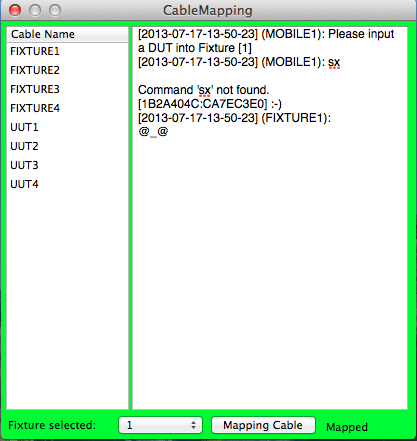 CableMapping
Cable Name
FIXTURE1
FIXTURE2
FIXTURE3
FIXTURE4
UUT1
UUT2
UUT3
UUT4
[2013-07-17-13-50-23] (MOBILE1): Please input
a DUT into Fixture [1]
[2013-07-17-13-50-23] (MOBILE1): sx
Command 'sx' not found.
[1B2A404C:CA7EC3E0] :-)
[2013-07-17-13-50-23] (FIXTURE1):
@_@
Fixture selected: 1 Mapping Cable Mapped